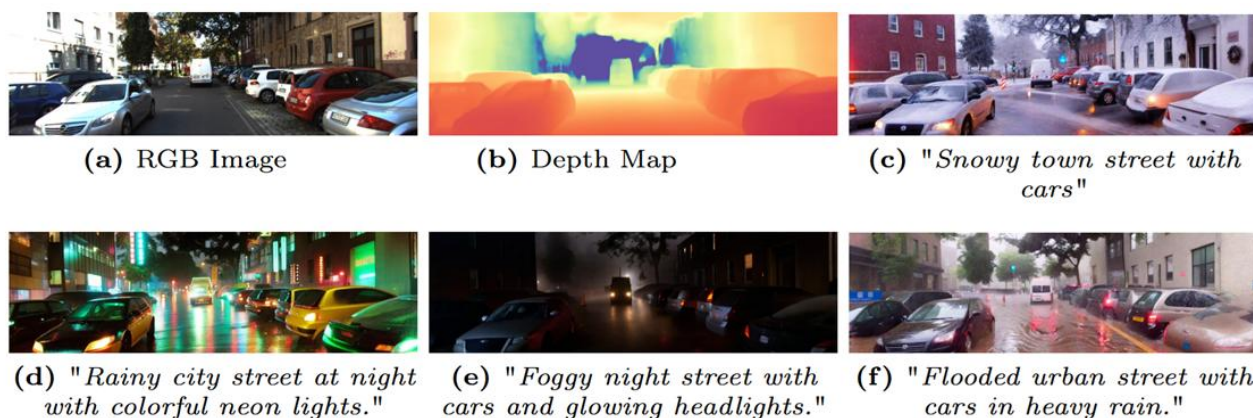 (a) RGB Image
(b) Depth Map
(c) "Snowy town street with
cars"
(d) "Rainy city street at night
with colorful neon lights."
(e) "Foggy night street with
cars and glowing headlights."
(f) "Flooded urban street with
cars in heavy rain."